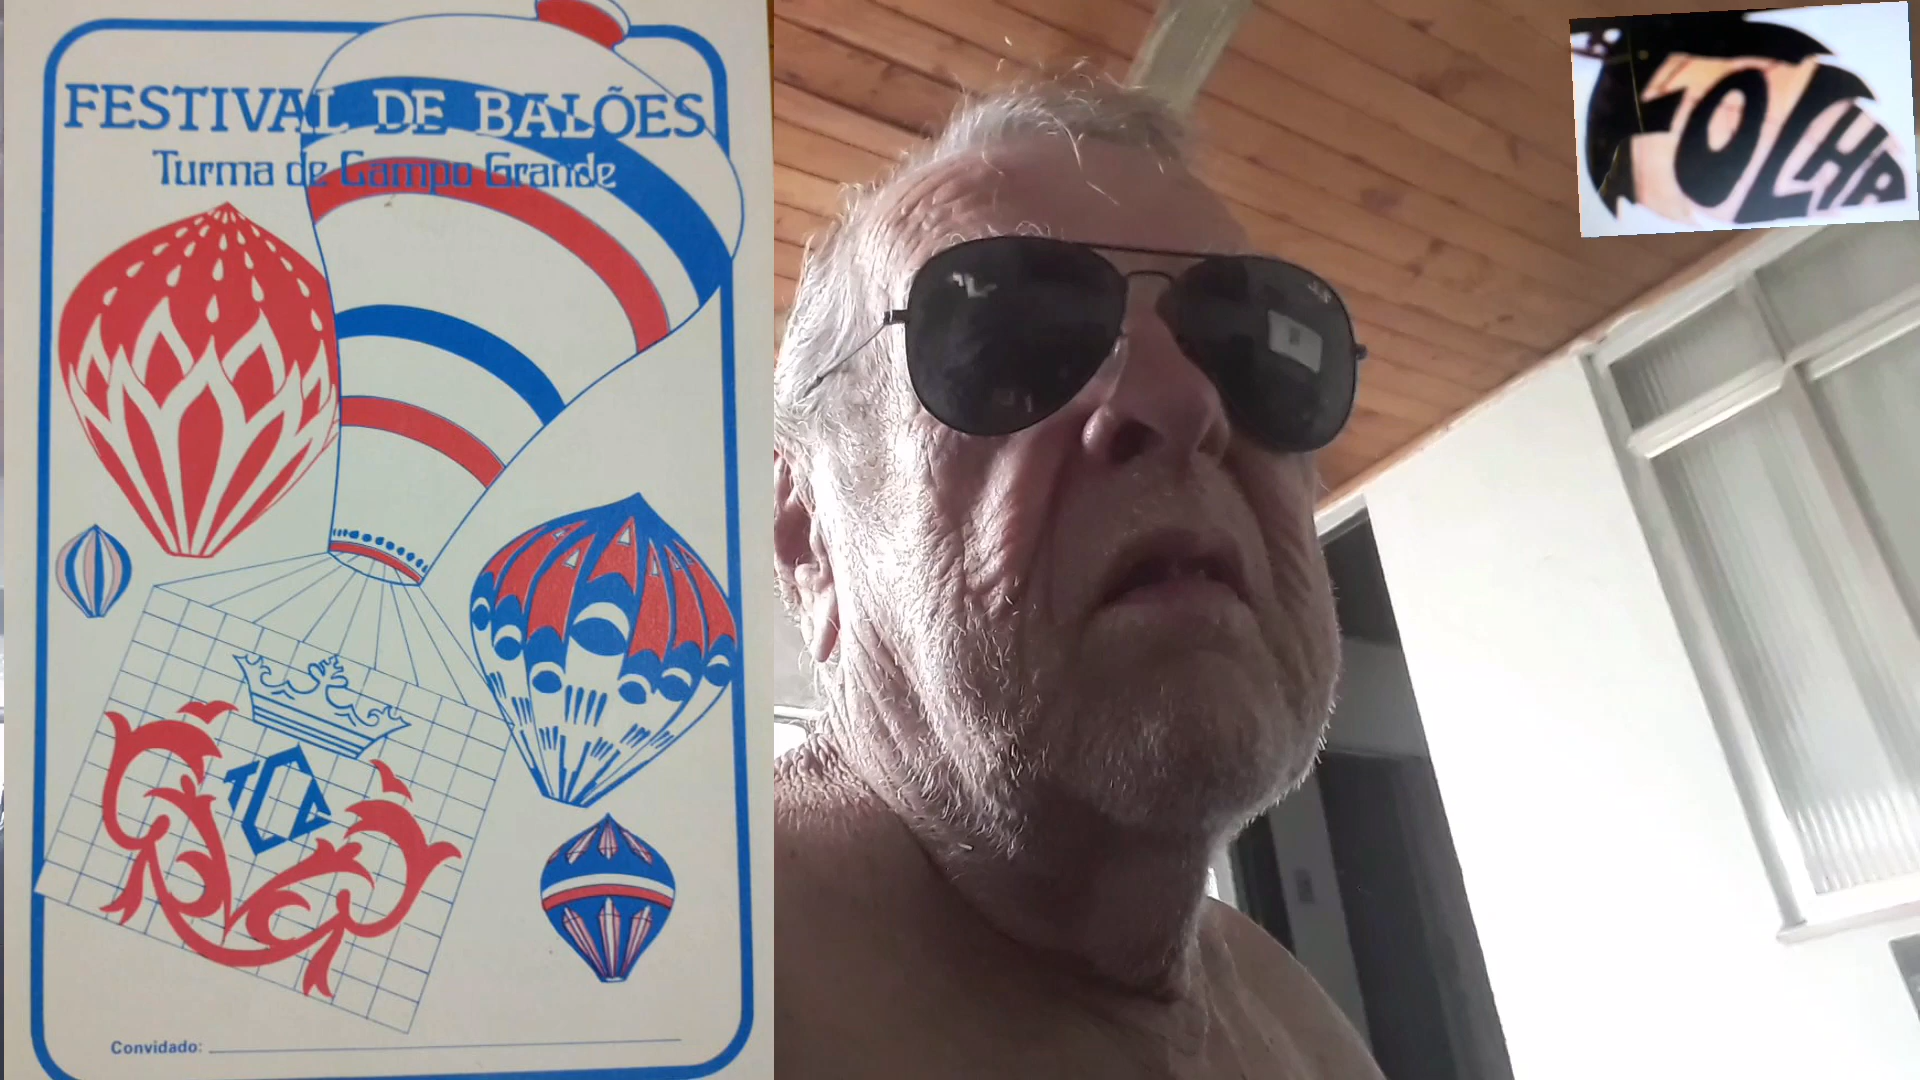 FESTIVAL DE BALÕES
Turma de Campo Grande
TCG
Convidado:
FOLHA